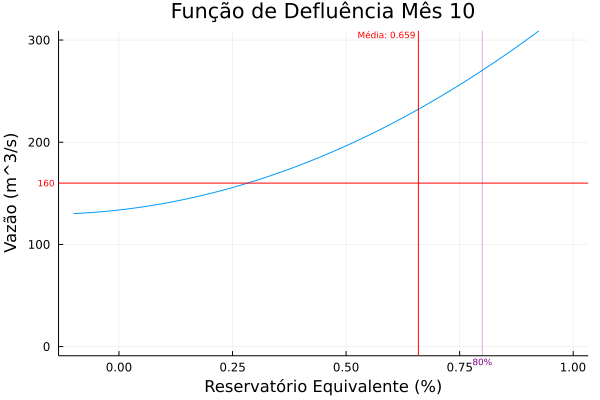 Função de Defluência Mês 10
Média: 0.659
300
200
160
100
0
Vazão (m^3/s)
0.00
0.25
0.50
0.75
80%
1.00
Reservatório Equivalente (%)